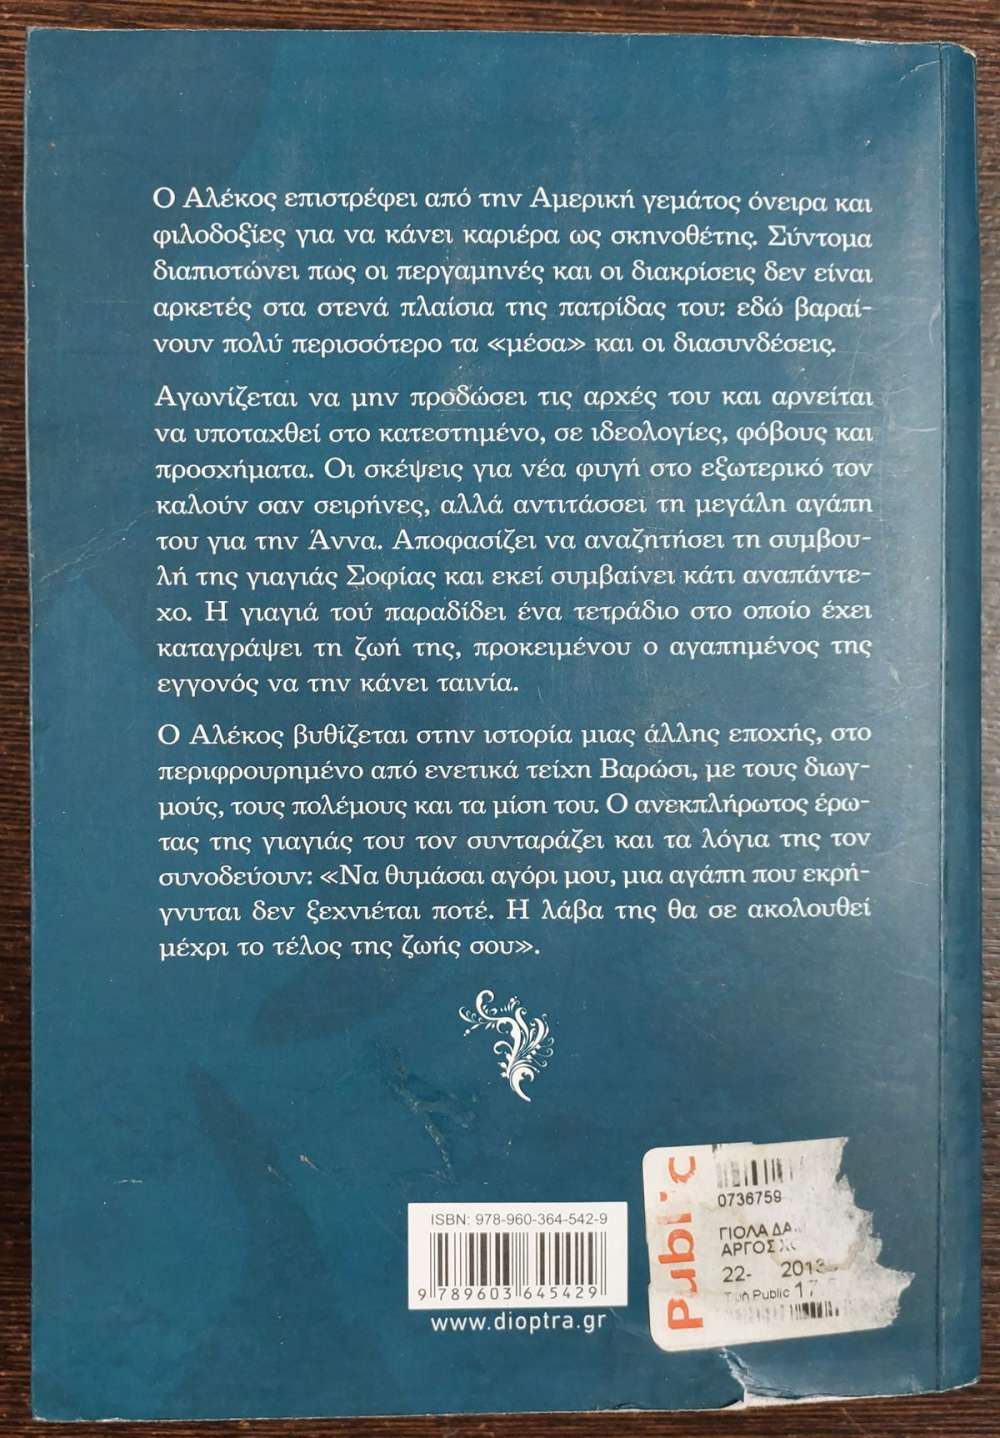 Ο Αλέκος επιστρέφει από την Αμερική γεμάτος όνειρα και
φιλοδοξίες για να κάνει καριέρα ως σκηνοθέτης. Σύντομα
διαπιστώνει πως οι περγαμηνές και οι διακρίσεις δεν είναι
αρκετές στα στενά πλαίσια της πατρίδας του: εδώ βαραί-
νουν πολύ περισσότερο τα «μέσα» και οι διασυνδέσεις.
Αγωνίζεται να μην προδώσει τις αρχές του και αρνείται
να υποταχθεί στο κατεστημένο, σε ιδεολογίες, φόβους και
προσχήματα. Οι σκέψεις για νέα φυγή στο εξωτερικό τον
καλούν σαν σειρήνες, αλλά αντιτάσσει τη μεγάλη αγάπη
του για την Άννα. Αποφασίζει να αναζητήσει τη συμβου-
λή της γιαγιάς Σοφίας και εκεί συμβαίνει κάτι αναπάντε-
χο. Η γιαγιά τού παραδίδει ένα τετράδιο στο οποίο έχει
καταγράψει τη ζωή της, προκειμένου ο αγαπημένος της
εγγονός να την κάνει ταινία.
Ο Αλέκος βυθίζεται στην ιστορία μιας άλλης εποχής, στο
περιφρουρημένο από ενετικά τείχη Βαρώσι, με τους διωγ-
μούς, τους πολέμους και τα μίση του. Ο ανεκπλήρωτος έρω-
τας της γιαγιάς του τον συνταράζει και τα λόγια της τον
συνοδεύουν: «Να θυμάσαι αγόρι μου, μια αγάπη που εκρή-
γνυται δεν ξεχνιέται ποτέ. Η λάβα της θα σε ακολουθεί
μέχρι το τέλος της ζωής σου».
ISBN: 978-960-364-542-9
9 789603 645429
www.dioptra.gr
Public
0736759
ΓΙΟΛΑ
ΑΡΓΟΣ
22- 2013
Τιμή Public 17